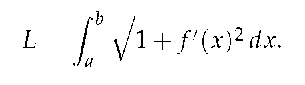 L ∫_a^b √(1 + f′(x)² dx.